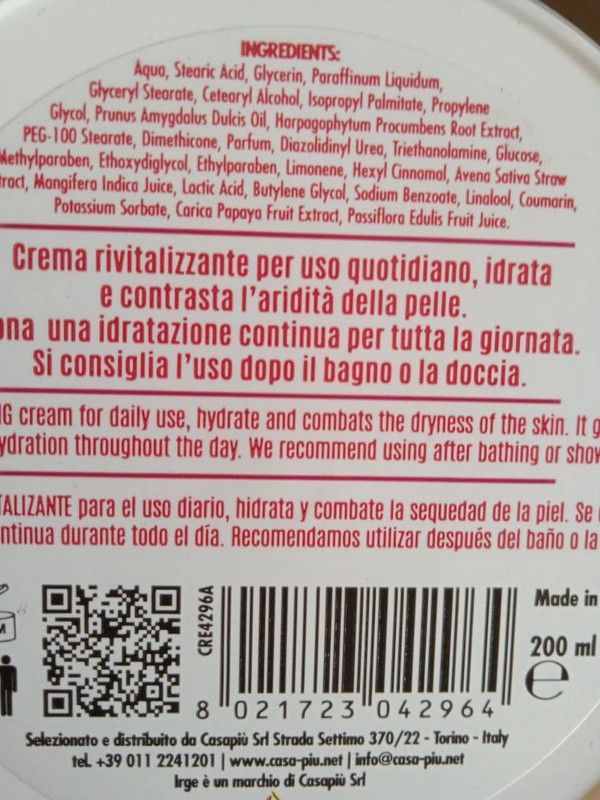 INGREDIENTS:
Aqua, Stearic Acid, Glycerin, Paraffinum Liquidum,
Glyceryl Stearate, Cetearyl Alcohol, Isopropyl Palmitate, Propylene
Glycol, Prunus Amygdalus Dulcis Oil, Harpagophytum Procumbens Root Extract,
PEG-100 Stearate, Dimethicone, Parfum, Diazolidinyl Urea, Triethanolamine, Glucose,
Methylparaben, Ethoxydiglycol, Ethylparaben, Limonene, Hexyl Cinnamal, Avena Sativa Straw
tract, Mangifera Indica Juice, Lactic Acid, Butylene Glycol, Sodium Benzoate, Linalool, Coumarin,
Potassium Sorbate, Carica Papaya Fruit Extract, Passiflora Edulis Fruit Juice.
Crema rivitalizzante per uso quotidiano, idrata
e contrasta l'aridità della pelle.
ona una idratazione continua per tutta la giornata.
Si consiglia l'uso dopo il bagno o la doccia.
G cream for daily use, hydrate and combats the dryness of the skin. It g
ydration throughout the day. We recommend using after bathing or show
TALIZANTE para el uso diario, hidrata y combate la sequedad de la piel. Se
ntinua durante todo el día. Recomendamos utilizar después del baño o la
M
CRE4296A
Made in
200 ml
e
8 021723 042964
Selezionato e distribuito da Casapiù Srl Strada Settimo 370/22 - Torino - Italy
tel. +39 011 2241201 | www.casa-piu.net | info@casa-piu.net
Irge è un marchio di Casapiù Srl